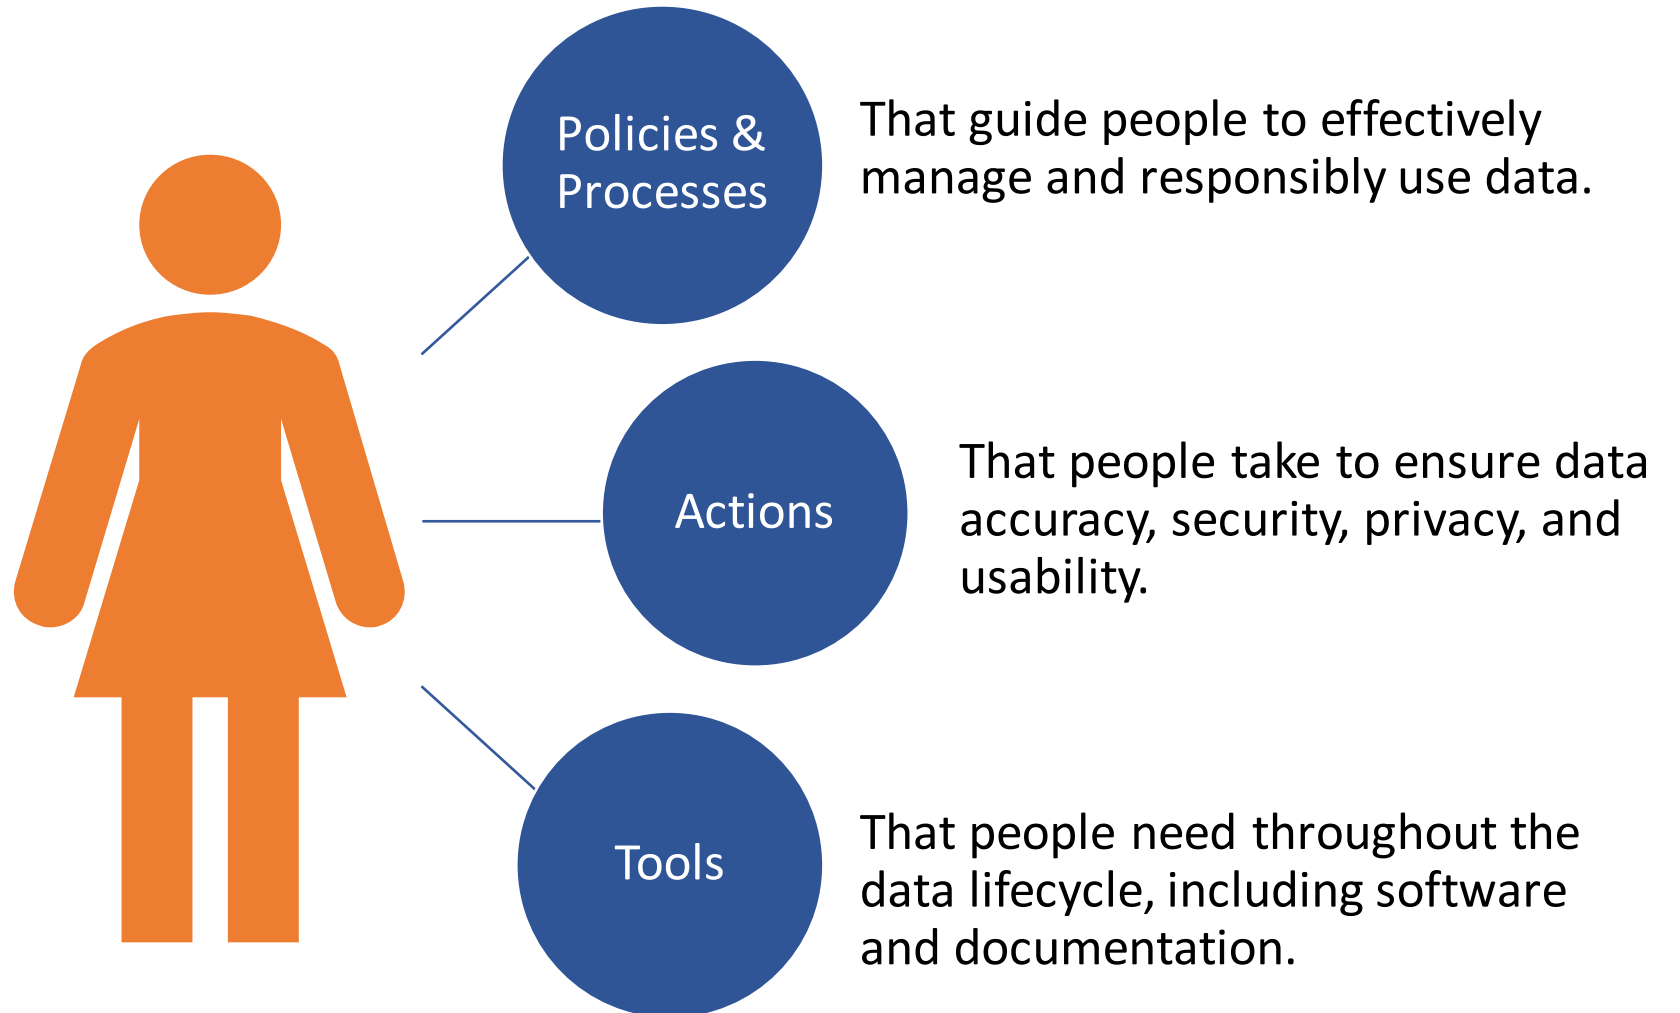 Policies &
Processes
That guide people to effectively
manage and responsibly use data.
Actions
That people take to ensure data
accuracy, security, privacy, and
usability.
Tools
That people need throughout the
data lifecycle, including software
and documentation.